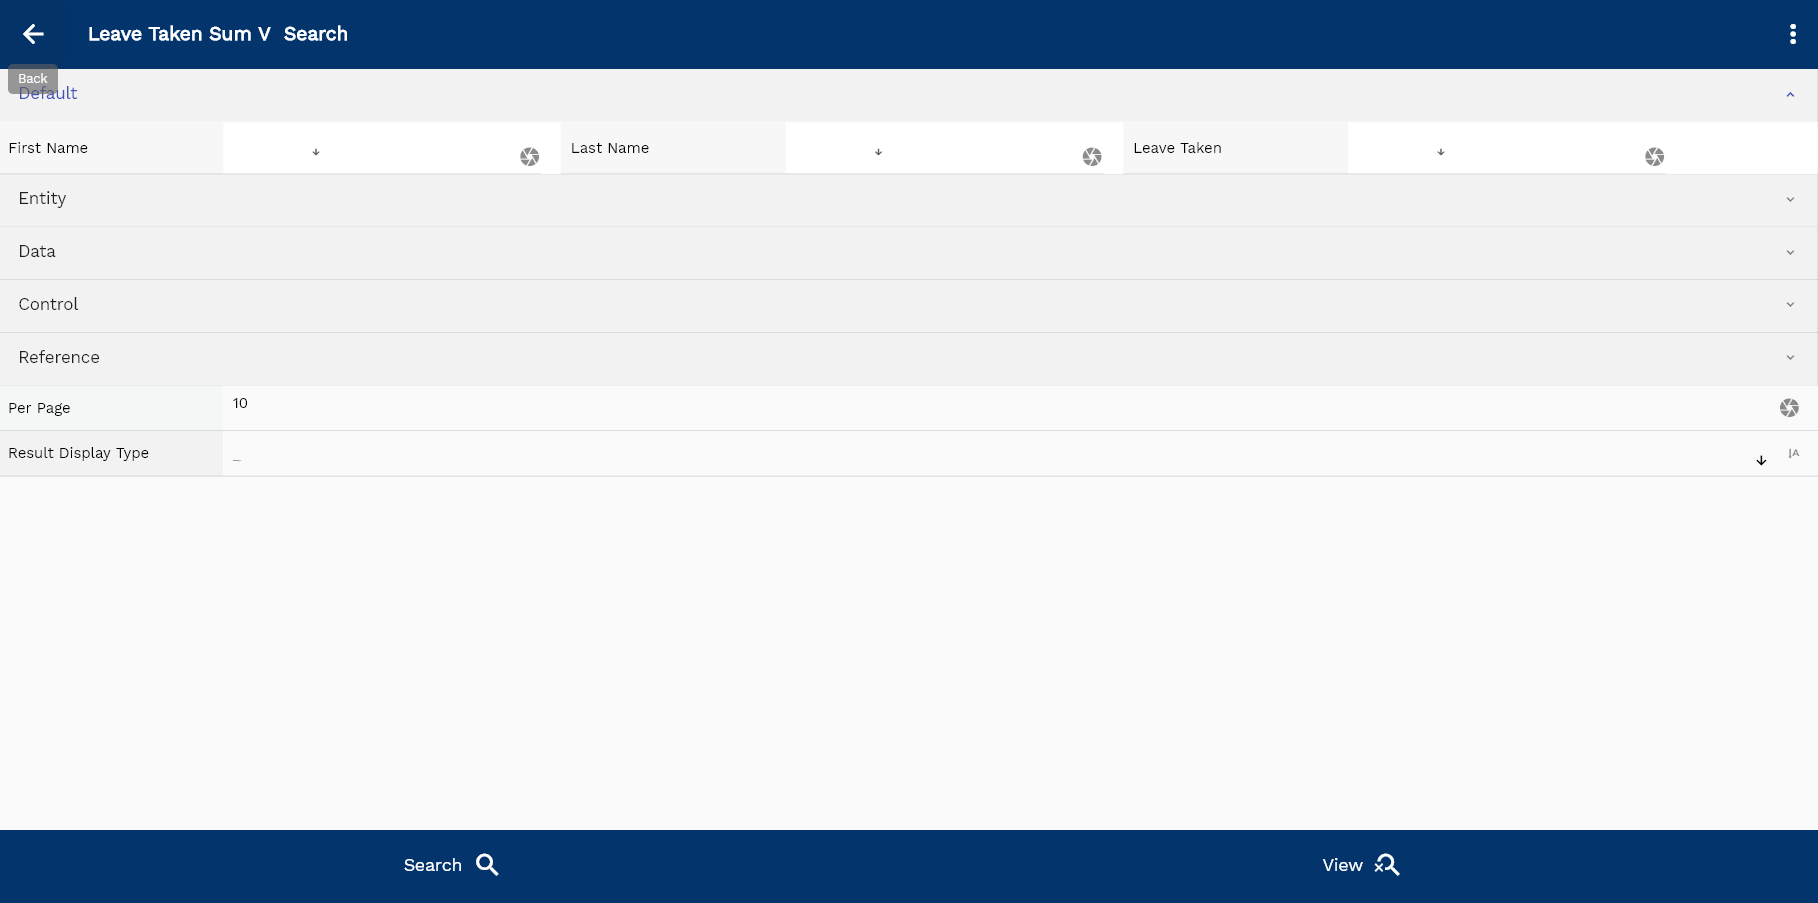 Leave Taken Sum V  Search
Back
Default
First Name
Last Name
Leave Taken
Entity
Data
Control
Reference
Per Page
10
Result Display Type
_
Search
View